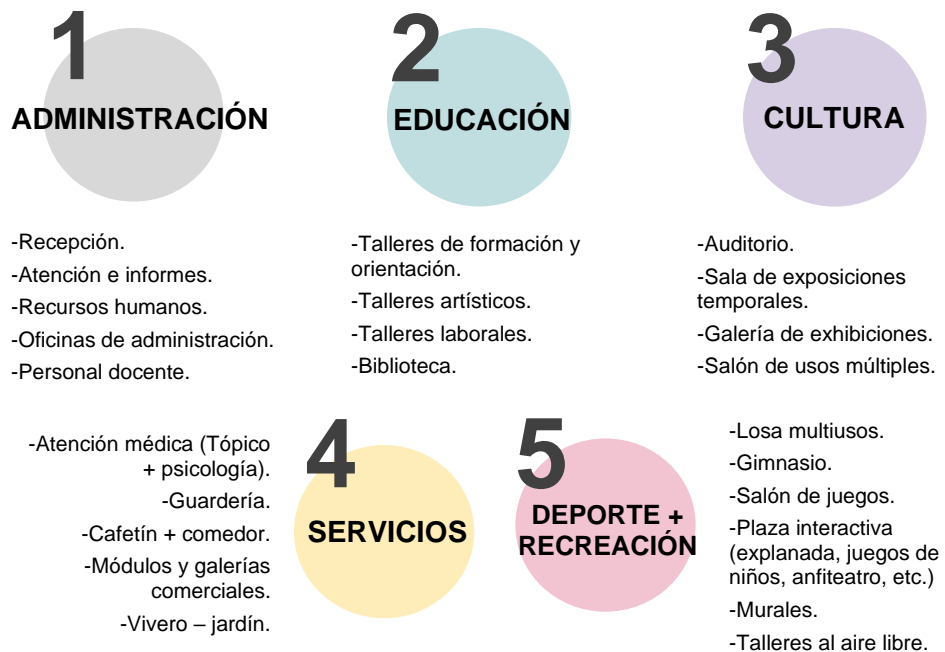 1
ADMINISTRACIÓN
-Recepción.
-Atención e informes.
-Recursos humanos.
-Oficinas de administración.
-Personal docente.
2
EDUCACIÓN
-Talleres de formación y
orientación.
-Talleres artísticos.
-Talleres laborales.
-Biblioteca.
3
CULTURA
-Auditorio.
-Sala de exposiciones
temporales.
-Galería de exhibiciones.
-Salón de usos múltiples.
4
SERVICIOS
-Atención médica (Tópico
+ psicología).
-Guardería.
-Cafetín + comedor.
-Módulos y galerías
comerciales.
-Vivero – jardín.
5
DEPORTE +
RECREACIÓN
-Losa multiusos.
-Gimnasio.
-Salón de juegos.
-Plaza interactiva
(explanada, juegos de
niños, anfiteatro, etc.)
-Murales.
-Talleres al aire libre.